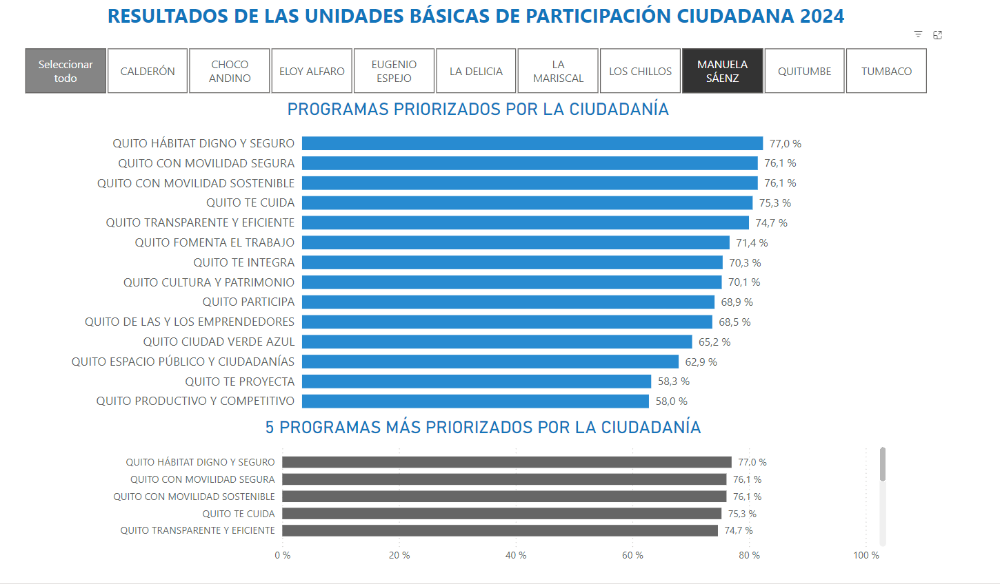 RESULTADOS DE LAS UNIDADES BÁSICAS DE PARTICIPACIÓN CIUDADANA 2024
Seleccionar todo
CALDERÓN
CHOCO ANDINO
ELOY ALFARO
EUGENIO ESPEJO
LA DELICIA
LA MARISCAL
LOS CHILLOS
MANUELA SÁENZ
QUITUMBE
TUMBACO
PROGRAMAS PRIORIZADOS POR LA CIUDADANÍA
QUITO HÁBITAT DIGNO Y SEGURO 77,0 %
QUITO CON MOVILIDAD SEGURA 76,1 %
QUITO CON MOVILIDAD SOSTENIBLE 76,1 %
QUITO TE CUIDA 75,3 %
QUITO TRANSPARENTE Y EFICIENTE 74,7 %
QUITO FOMENTA EL TRABAJO 71,4 %
QUITO TE INTEGRA 70,3 %
QUITO CULTURA Y PATRIMONIO 70,1 %
QUITO PARTICIPA 68,9 %
QUITO DE LAS Y LOS EMPRENDEDORES 68,5 %
QUITO CIUDAD VERDE AZUL 65,2 %
QUITO ESPACIO PÚBLICO Y CIUDADANÍAS 62,9 %
QUITO TE PROYECTA 58,3 %
QUITO PRODUCTIVO Y COMPETITIVO 58,0 %
5 PROGRAMAS MÁS PRIORIZADOS POR LA CIUDADANÍA
QUITO HÁBITAT DIGNO Y SEGURO 77,0 %
QUITO CON MOVILIDAD SEGURA 76,1 %
QUITO CON MOVILIDAD SOSTENIBLE 76,1 %
QUITO TE CUIDA 75,3 %
QUITO TRANSPARENTE Y EFICIENTE 74,7 %
0 % 20 % 40 % 60 % 80 % 100 %